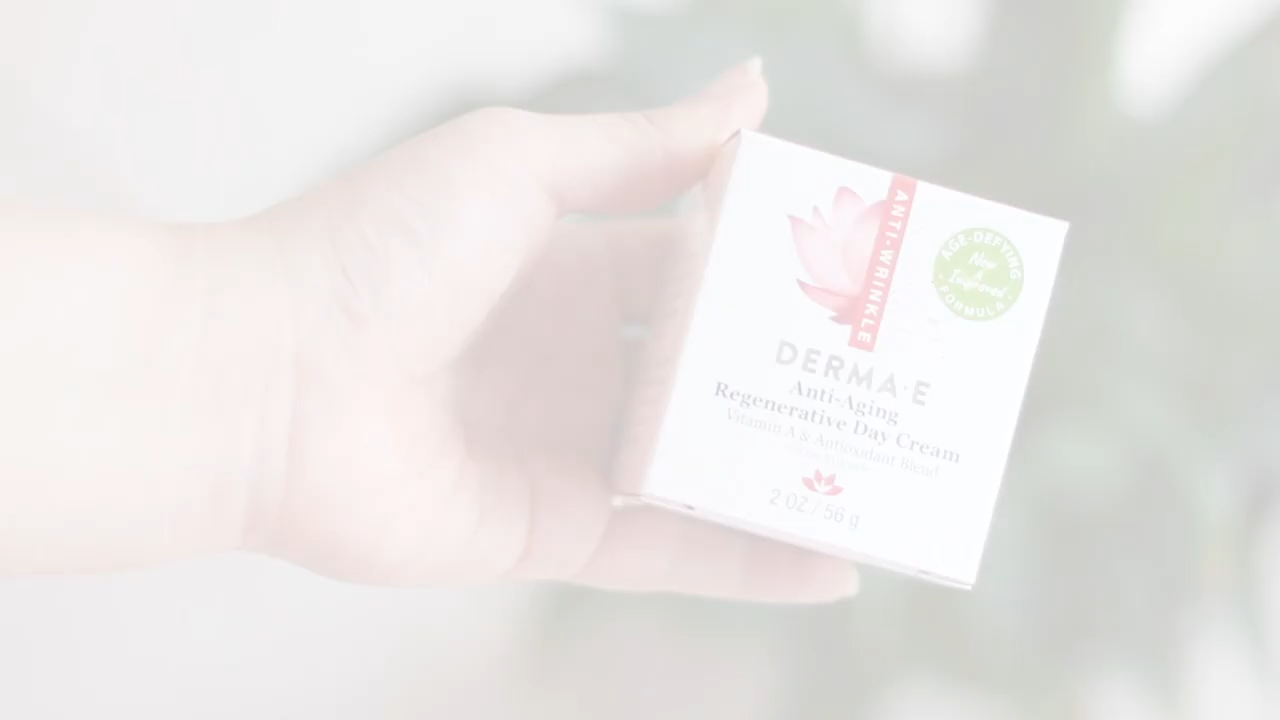 ANTI-WRINKLE
AGE-DEFYING
New
&
Improved
FORMULA
DERMA·E
Anti-Aging
Regenerative Day Cream
Vitamin A & Antioxidant Blend
2 OZ / 56 g